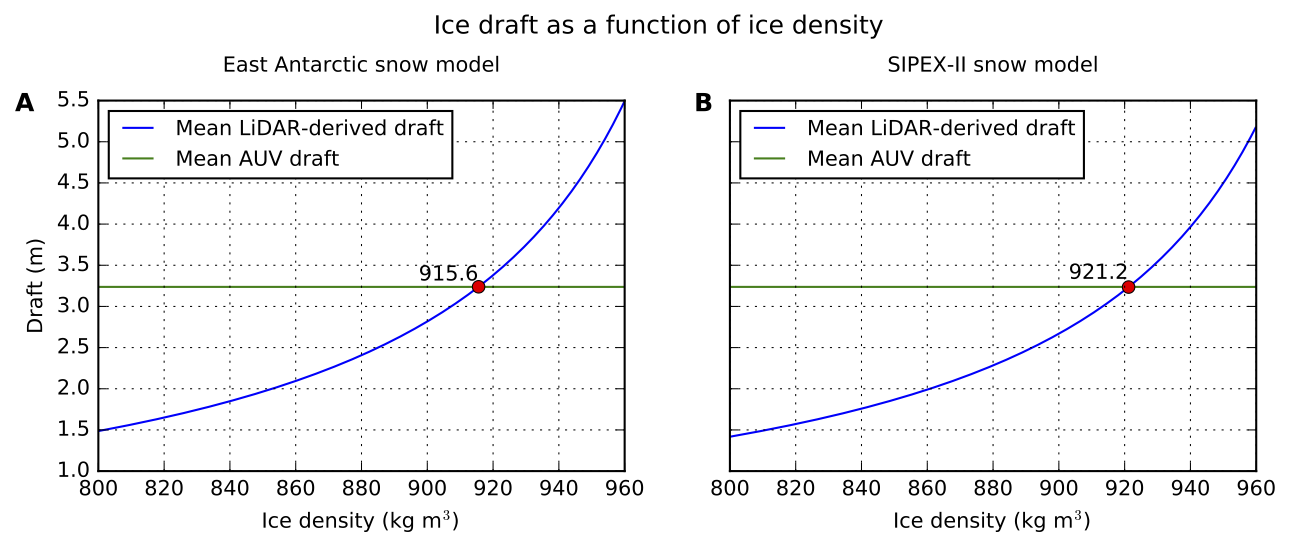 Ice draft as a function of ice density
East Antarctic snow model
A
5.5
5.0
4.5
4.0
3.5
3.0
2.5
2.0
1.5
1.0
Draft (m)
Mean LiDAR-derived draft
Mean AUV draft
915.6
800 820 840 860 880 900 920 940 960
Ice density (kg m³)
SIPEX-II snow model
B
Mean LiDAR-derived draft
Mean AUV draft
921.2
800 820 840 860 880 900 920 940 960
Ice density (kg m³)